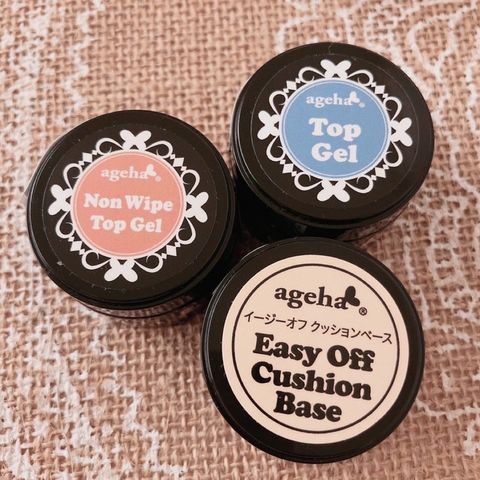 ageha®
Non Wipe
Top Gel
ageha®
Top
Gel
ageha®
イージーオフ クッションベース
Easy Off
Cushion
Base